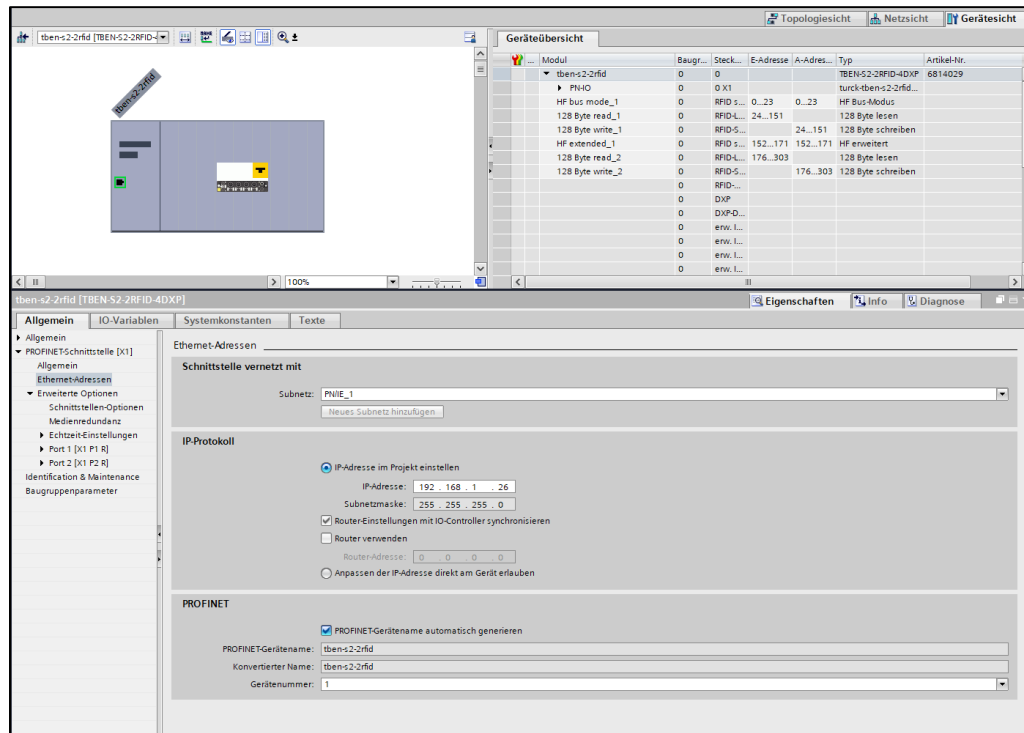 Topologiesicht Netzsicht Gerätesicht
tben-s2-2rfid [TBEN-S2-2RFID-4
Geräteübersicht
... Modul Baugr... Steck... E-Adresse A-Adres... Typ Artikel-Nr.
tben-s2-2rfid 0 0 TBEN-S2-2RFID-4DXP 6814029
PN-IO 0 0 X1 turck-tben-s2-2rfid...
HF bus mode_1 0 RFID s... 0...23 0...23 HF Bus-Modus
128 Byte read_1 0 RFID-L... 24...151 128 Byte lesen
128 Byte write_1 0 RFID-S... 24...151 128 Byte schreiben
HF extended_1 0 RFID s... 152...171 152...171 HF erweitert
128 Byte read_2 0 RFID-L... 176...303 128 Byte lesen
128 Byte write_2 0 RFID-S... 176...303 128 Byte schreiben
0 RFID-...
0 DXP
0 DXP-D...
0 erw. I...
0 erw. I...
0 erw. I...
0 erw. I...
tben-s2-2rfid
100%
tben-s2-2rfid [TBEN-S2-2RFID-4DXP]
Eigenschaften Info Diagnose
Allgemein IO-Variablen Systemkonstanten Texte
Allgemein
PROFINET-Schnittstelle [X1]
Allgemein
Ethernet-Adressen
Erweiterte Optionen
Schnittstellen-Optionen
Medienredundanz
Echtzeit-Einstellungen
Port 1 [X1 P1 R]
Port 2 [X1 P2 R]
Identification & Maintenance
Baugruppenparameter
Ethernet-Adressen
Schnittstelle vernetzt mit
Subnetz: PN/IE_1
Neues Subnetz hinzufügen
IP-Protokoll
IP-Adresse im Projekt einstellen
IP-Adresse: 192 . 168 . 1 . 26
Subnetzmaske: 255 . 255 . 255 . 0
Router-Einstellungen mit IO-Controller synchronisieren
Router verwenden
Router-Adresse: 0 . 0 . 0 . 0
Anpassen der IP-Adresse direkt am Gerät erlauben
PROFINET
PROFINET-Gerätename automatisch generieren
PROFINET-Gerätename: tben-s2-2rfid
Konvertierter Name: tben-s2-2rfid
Gerätenummer: 1